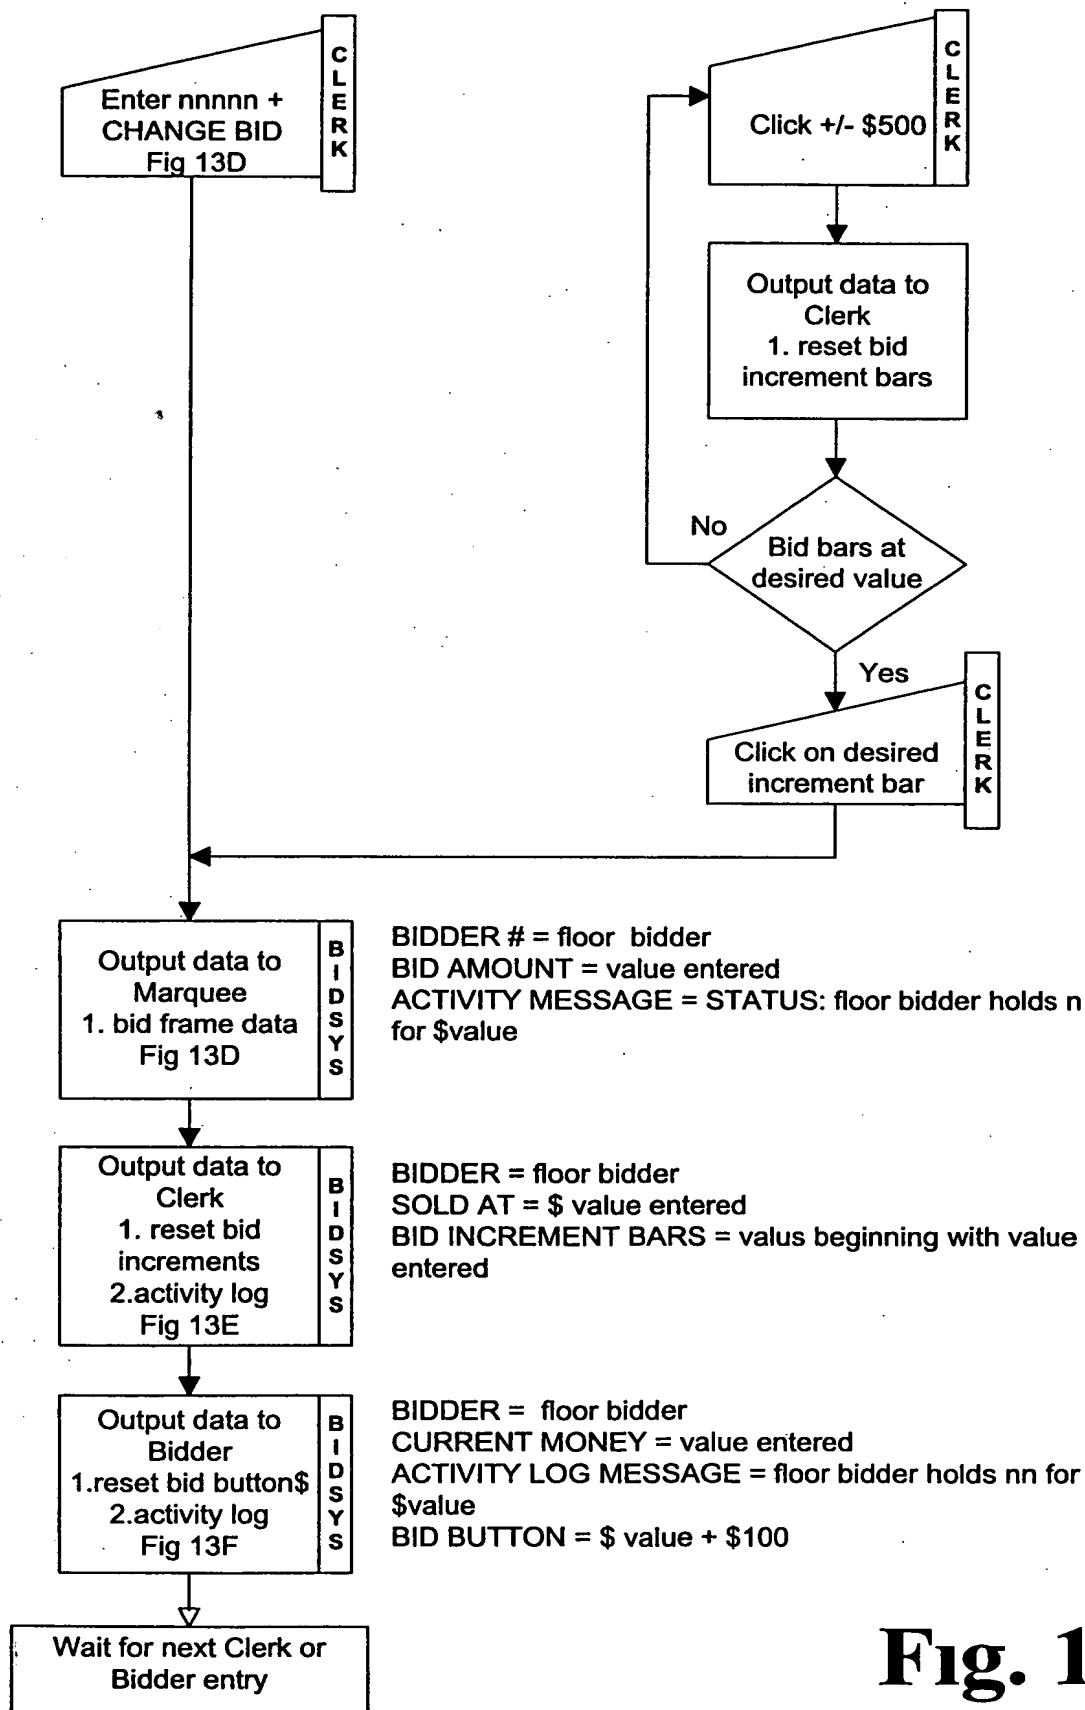 Enter nnnnn +
CHANGE BID
Fig 13D
CLERK
Click +/- $500
CLERK
Output data to
Clerk
1. reset bid
increment bars
No
Bid bars at
desired value
Yes
Click on desired
increment bar
CLERK
Output data to
Marquee
1. bid frame data
Fig 13D
BIDSYS
BIDDER # = floor bidder
BID AMOUNT = value entered
ACTIVITY MESSAGE = STATUS: floor bidder holds n
for $value
Output data to
Clerk
1. reset bid
increments
2.activity log
Fig 13E
BIDSYS
BIDDER = floor bidder
SOLD AT = $ value entered
BID INCREMENT BARS = valus beginning with value
entered
Output data to
Bidder
1.reset bid button$
2.activity log
Fig 13F
BIDSYS
BIDDER = floor bidder
CURRENT MONEY = value entered
ACTIVITY LOG MESSAGE = floor bidder holds nn for
$value
BID BUTTON = $ value + $100
Wait for next Clerk or
Bidder entry
Fig. 1